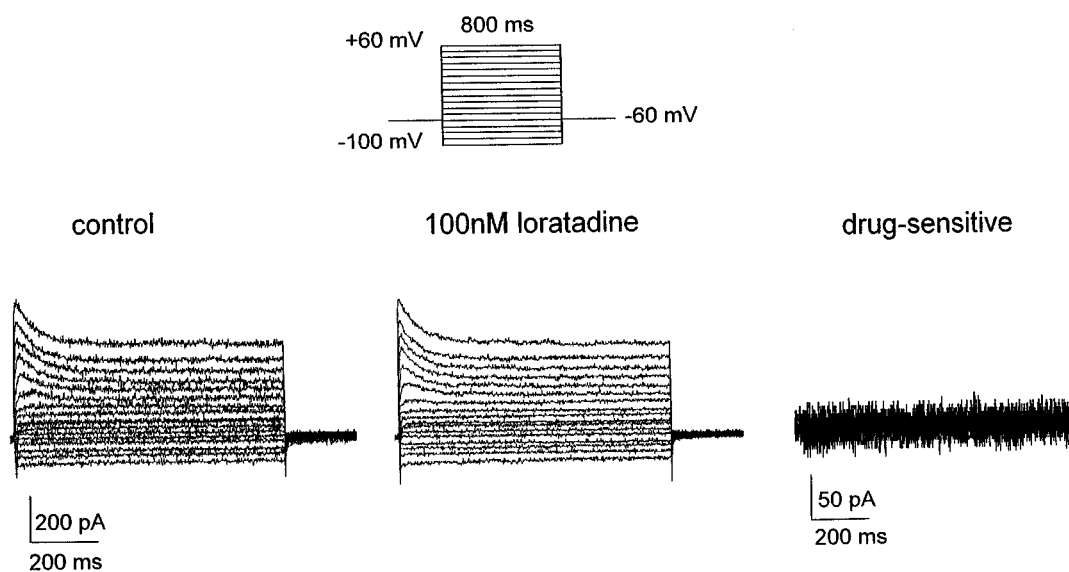 800 ms
+60 mV
-60 mV
-100 mV
control
100nM loratadine
drug-sensitive
200 pA
200 ms
50 pA
200 ms